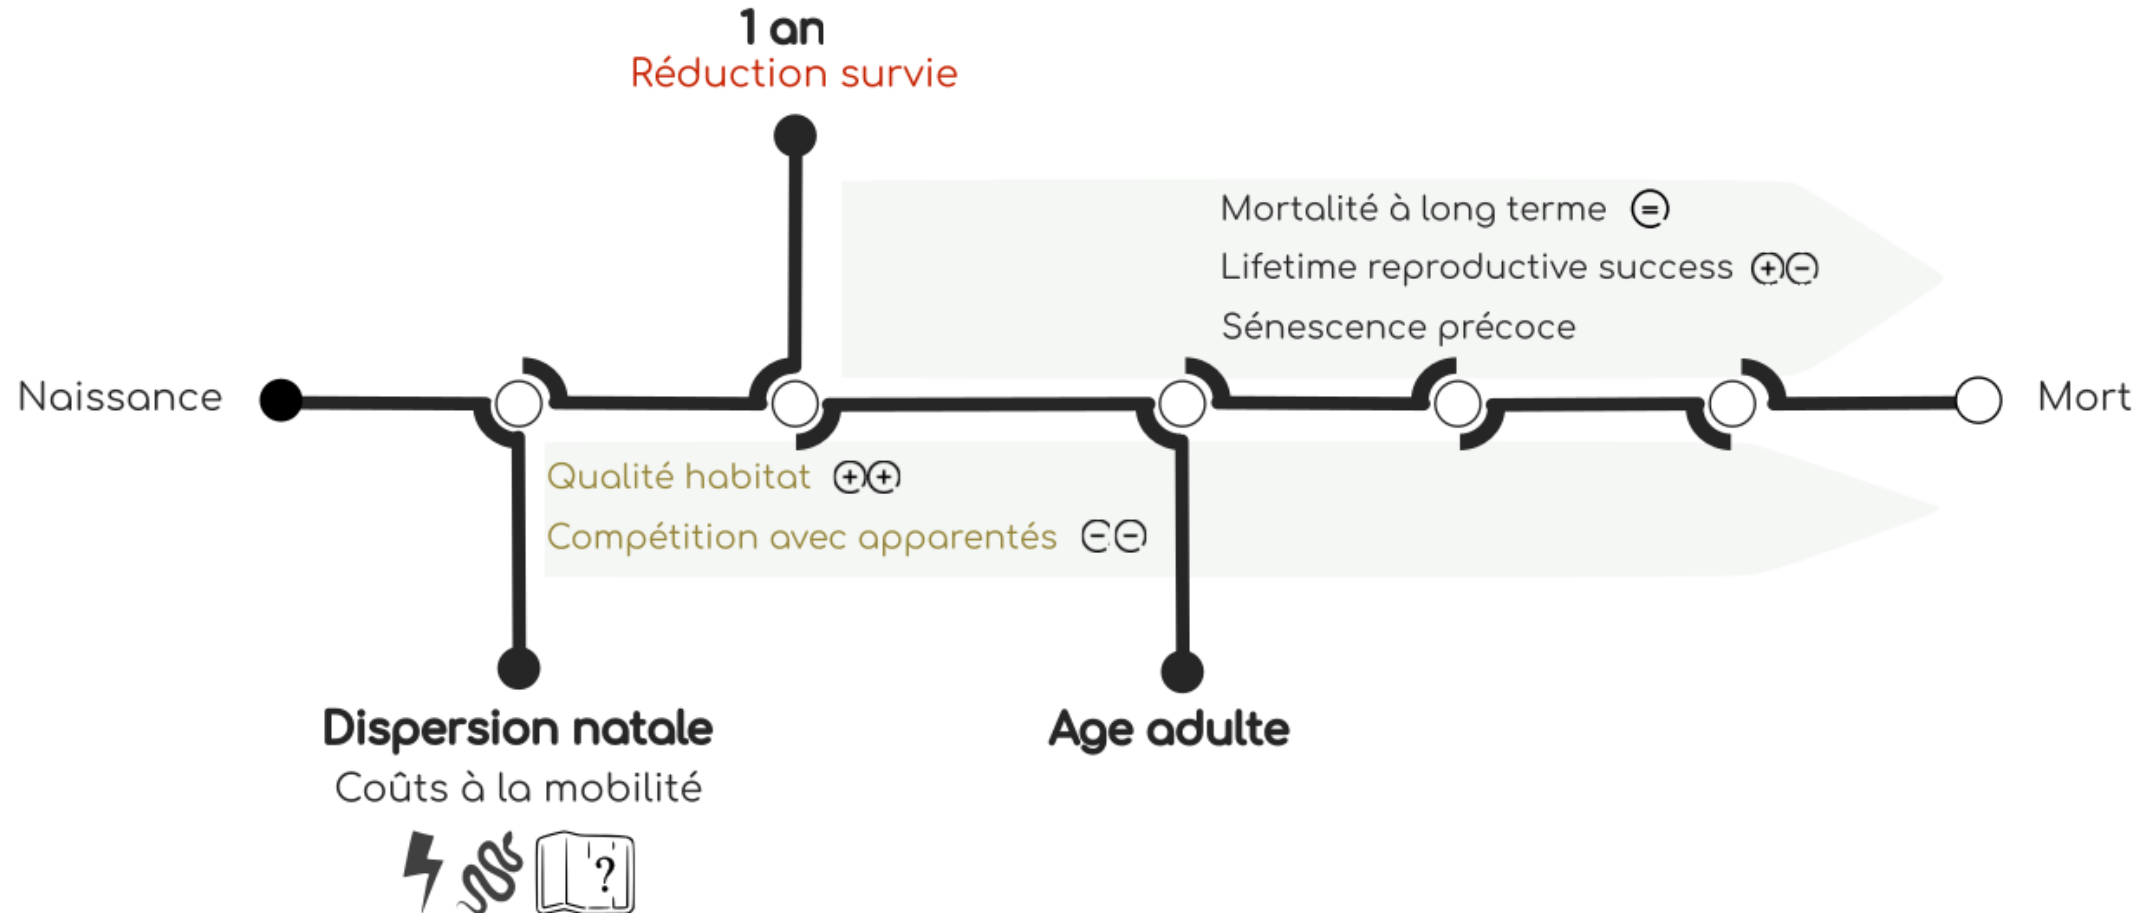 1 an
Réduction survie
Mortalité à long terme =
Lifetime reproductive success + -
Sénescence précoce
Naissance
Mort
Qualité habitat + +
Compétition avec apparentés - -
Dispersion natale
Coûts à la mobilité
?
Age adulte